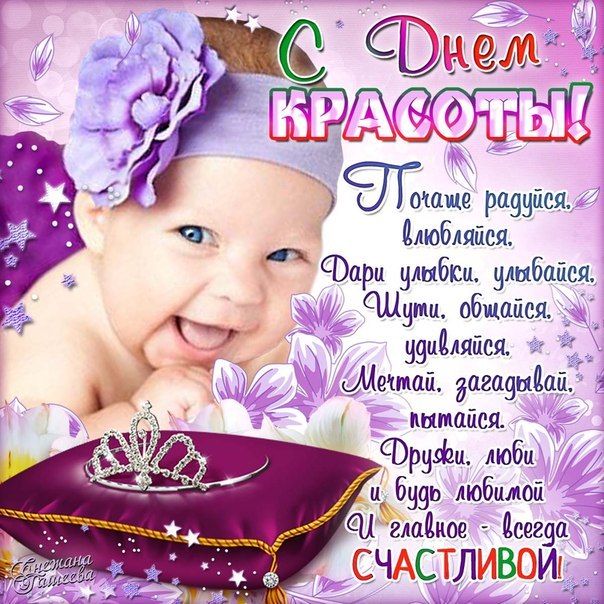 С Днем
КРАСОТЫ!
Почаще радуйся,
влюбляйся,
Дари улыбки, улыбайся,
Шути, общайся,
удивляйся,
Мечтай, загадывай,
пытайся.
Дружи, люби
и будь любимой
И главное - всегда
СЧАСТЛИВОЙ!
Снежана
Гашеева